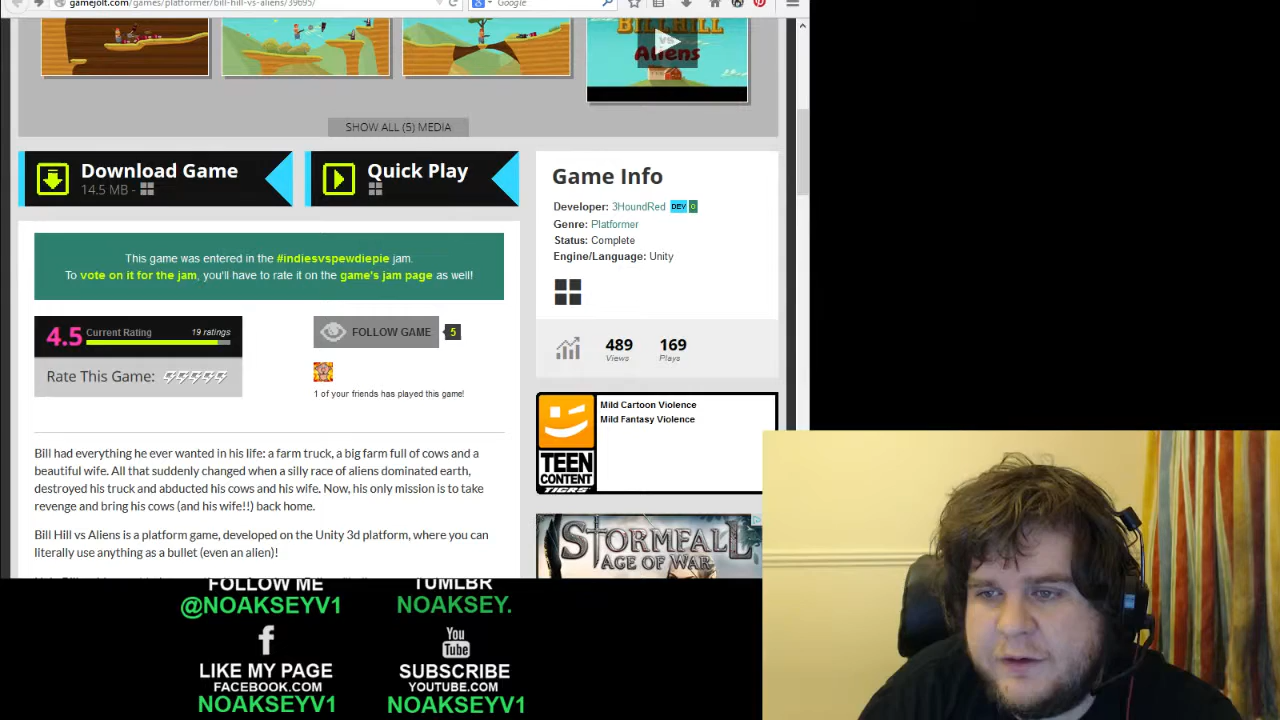 gamejolt.com/games/platformer/bill-hill-vs-aliens/39695/
Google
BILL HILL
vs
Aliens
SHOW ALL (5) MEDIA
Download Game
14.5 MB -
Quick Play
Game Info
Developer: 3HoundRed DEV 0
Genre: Platformer
Status: Complete
Engine/Language: Unity
This game was entered in the #indiesvspewdiepie jam.
To vote on it for the jam, you'll have to rate it on the game's jam page as well!
4.5 Current Rating 19 ratings
Rate This Game:
FOLLOW GAME 5
1 of your friends has played this game!
489 Views
169 Plays
Mild Cartoon Violence
Mild Fantasy Violence
TEEN
CONTENT
TIGRS
Bill had everything he ever wanted in his life: a farm truck, a big farm full of cows and a
beautiful wife. All that suddenly changed when a silly race of aliens dominated earth,
destroyed his truck and abducted his cows and his wife. Now, his only mission is to take
revenge and bring his cows (and his wife!!) back home.
Bill Hill vs Aliens is a platform game, developed on the Unity 3d platform, where you can
literally use anything as a bullet (even an alien)!
STORMFALL
AGE OF WAR
FOLLOW ME
@NOAKSEYV1
TUMLBR
NOAKSEY.
LIKE MY PAGE
FACEBOOK.COM
NOAKSEYV1
You
Tube
SUBSCRIBE
YOUTUBE.COM
NOAKSEYV1